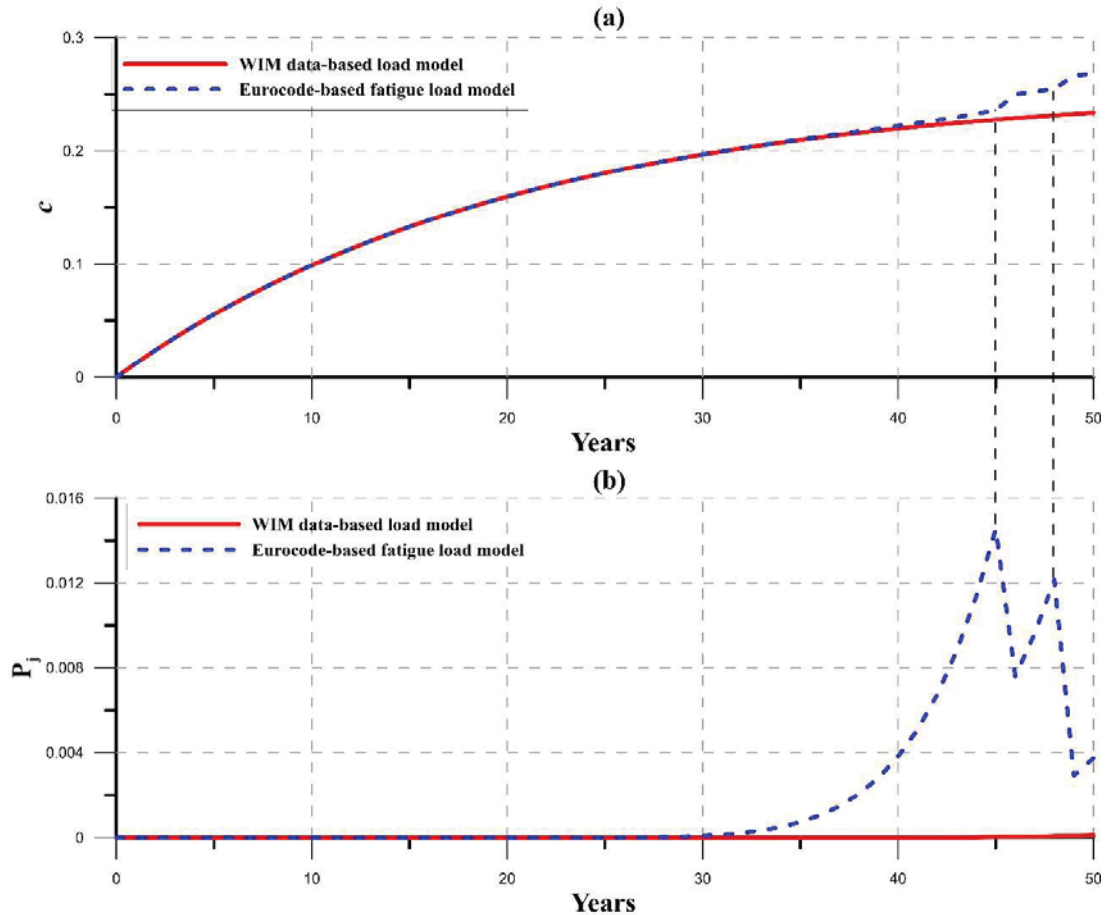 (a)
0.3
WIM data-based load model
Eurocode-based fatigue load model
0.2
c
0.1
0
0 10 20 30 40 50
Years
(b)
0.016
WIM data-based load model
Eurocode-based fatigue load model
0.012
0.008
Pj
0.004
0
0 10 20 30 40 50
Years